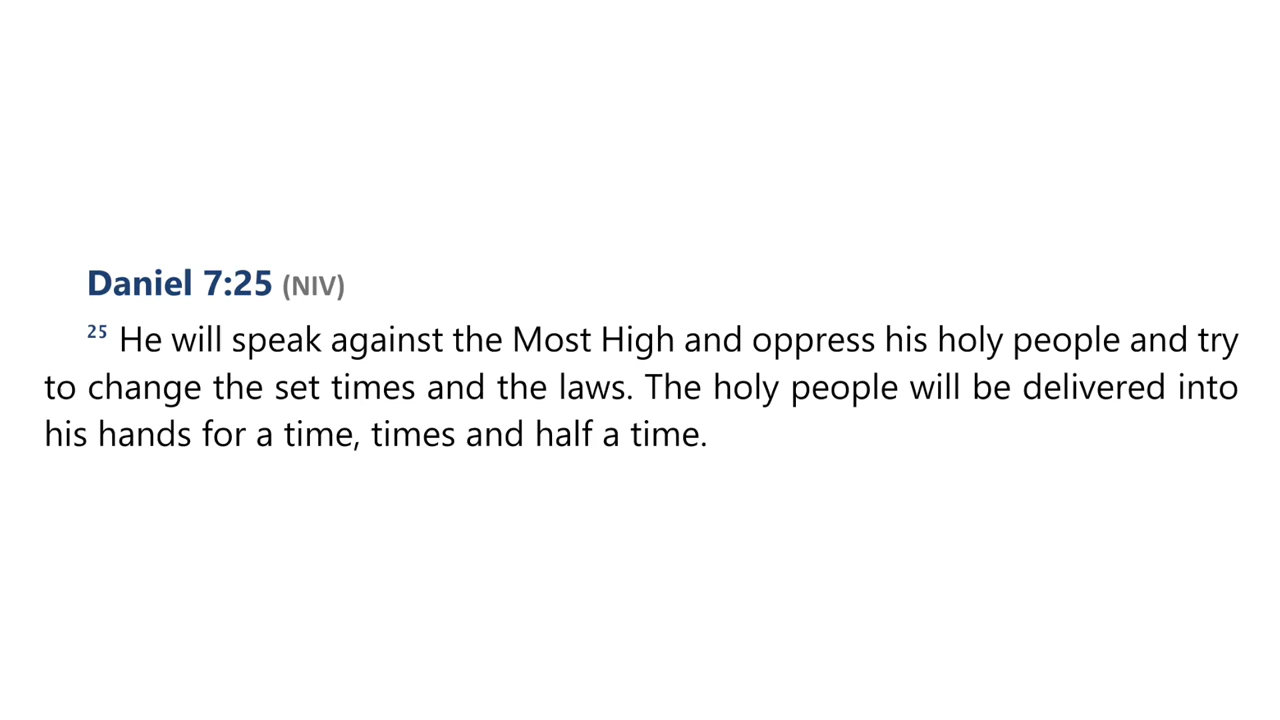 Daniel 7:25 (NIV)
25 He will speak against the Most High and oppress his holy people and try
to change the set times and the laws. The holy people will be delivered into
his hands for a time, times and half a time.